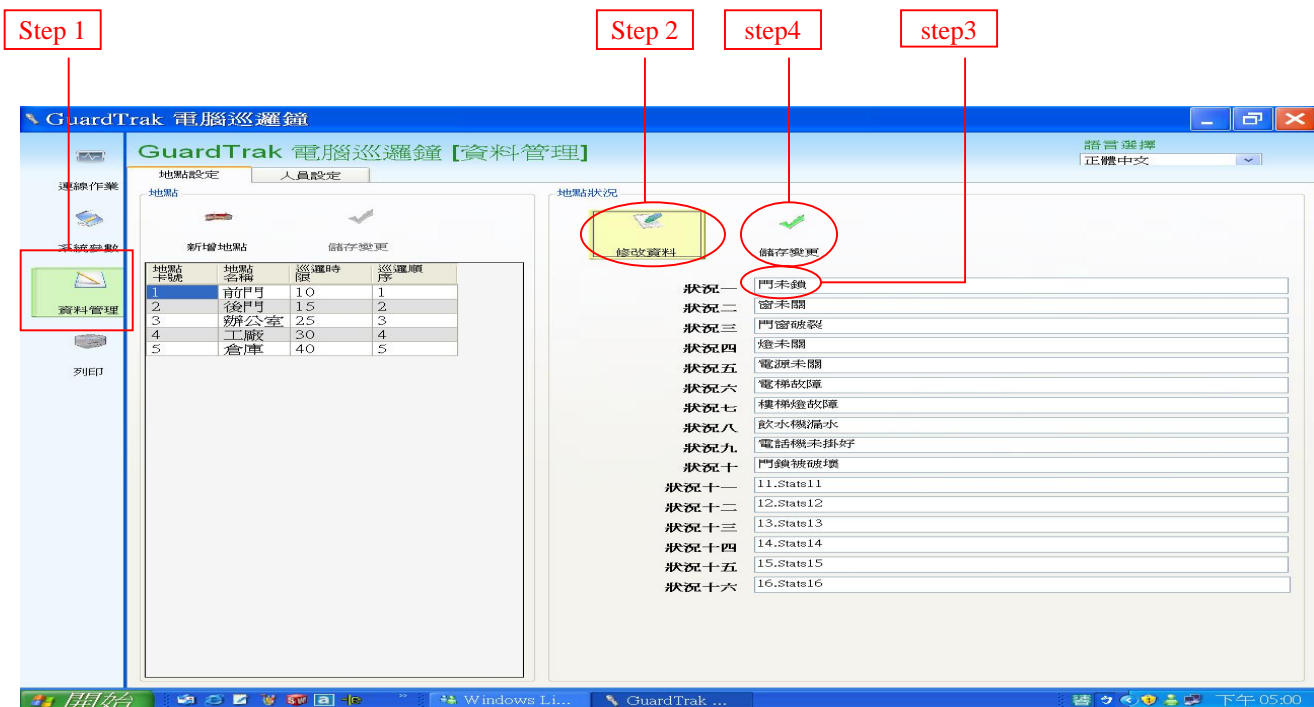 Step 1
Step 2
step4
step3
GuardTrak 電腦巡邏鐘
GuardTrak 電腦巡邏鐘 [資料管理]
語言選擇
正體中文
連線作業
系統參數
資料管理
列印
地點設定 人員設定
地點
新增地點 儲存變更
地點卡號 地點名稱 巡邏時限 巡邏順序
1 前門 10 1
2 後門 15 2
3 辦公室 25 3
4 工廠 30 4
5 倉庫 40 5
地點狀況
修改資料 儲存變更
狀況一 門未鎖
狀況二 窗未關
狀況三 門窗破裂
狀況四 燈未關
狀況五 電源未關
狀況六 電梯故障
狀況七 樓梯燈故障
狀況八 飲水機漏水
狀況九 電話機未掛好
狀況十 門鎖被破壞
狀況十一 11.Stats11
狀況十二 12.Stats12
狀況十三 13.Stats13
狀況十四 14.Stats14
狀況十五 15.Stats15
狀況十六 16.Stats16
開始 Windows Li... GuardTrak ... 下午 05:00